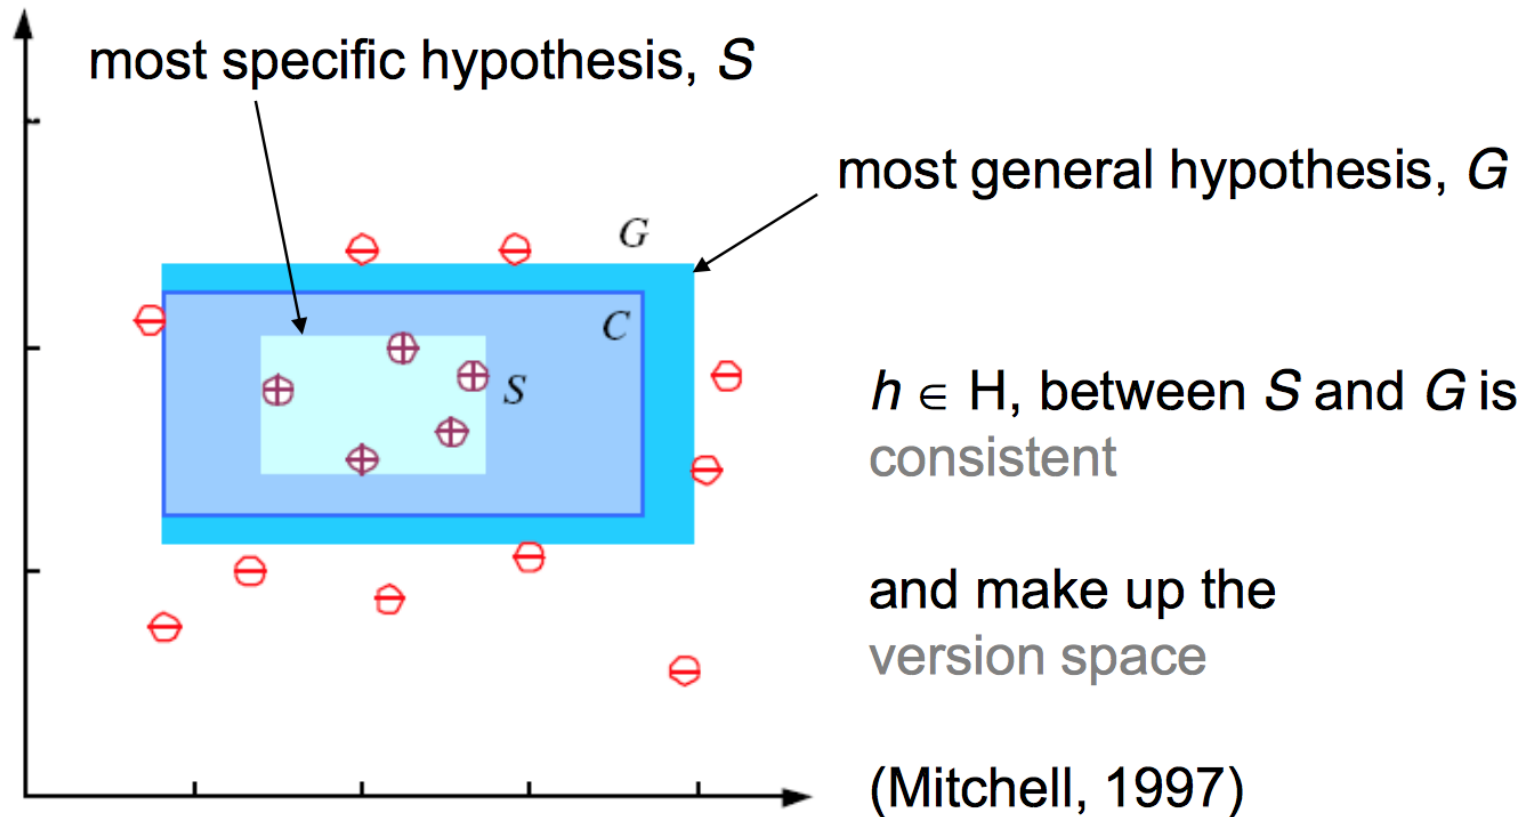 most specific hypothesis, S
most general hypothesis, G
G
C
S
h ∈ H, between S and G is
consistent
and make up the
version space
(Mitchell, 1997)